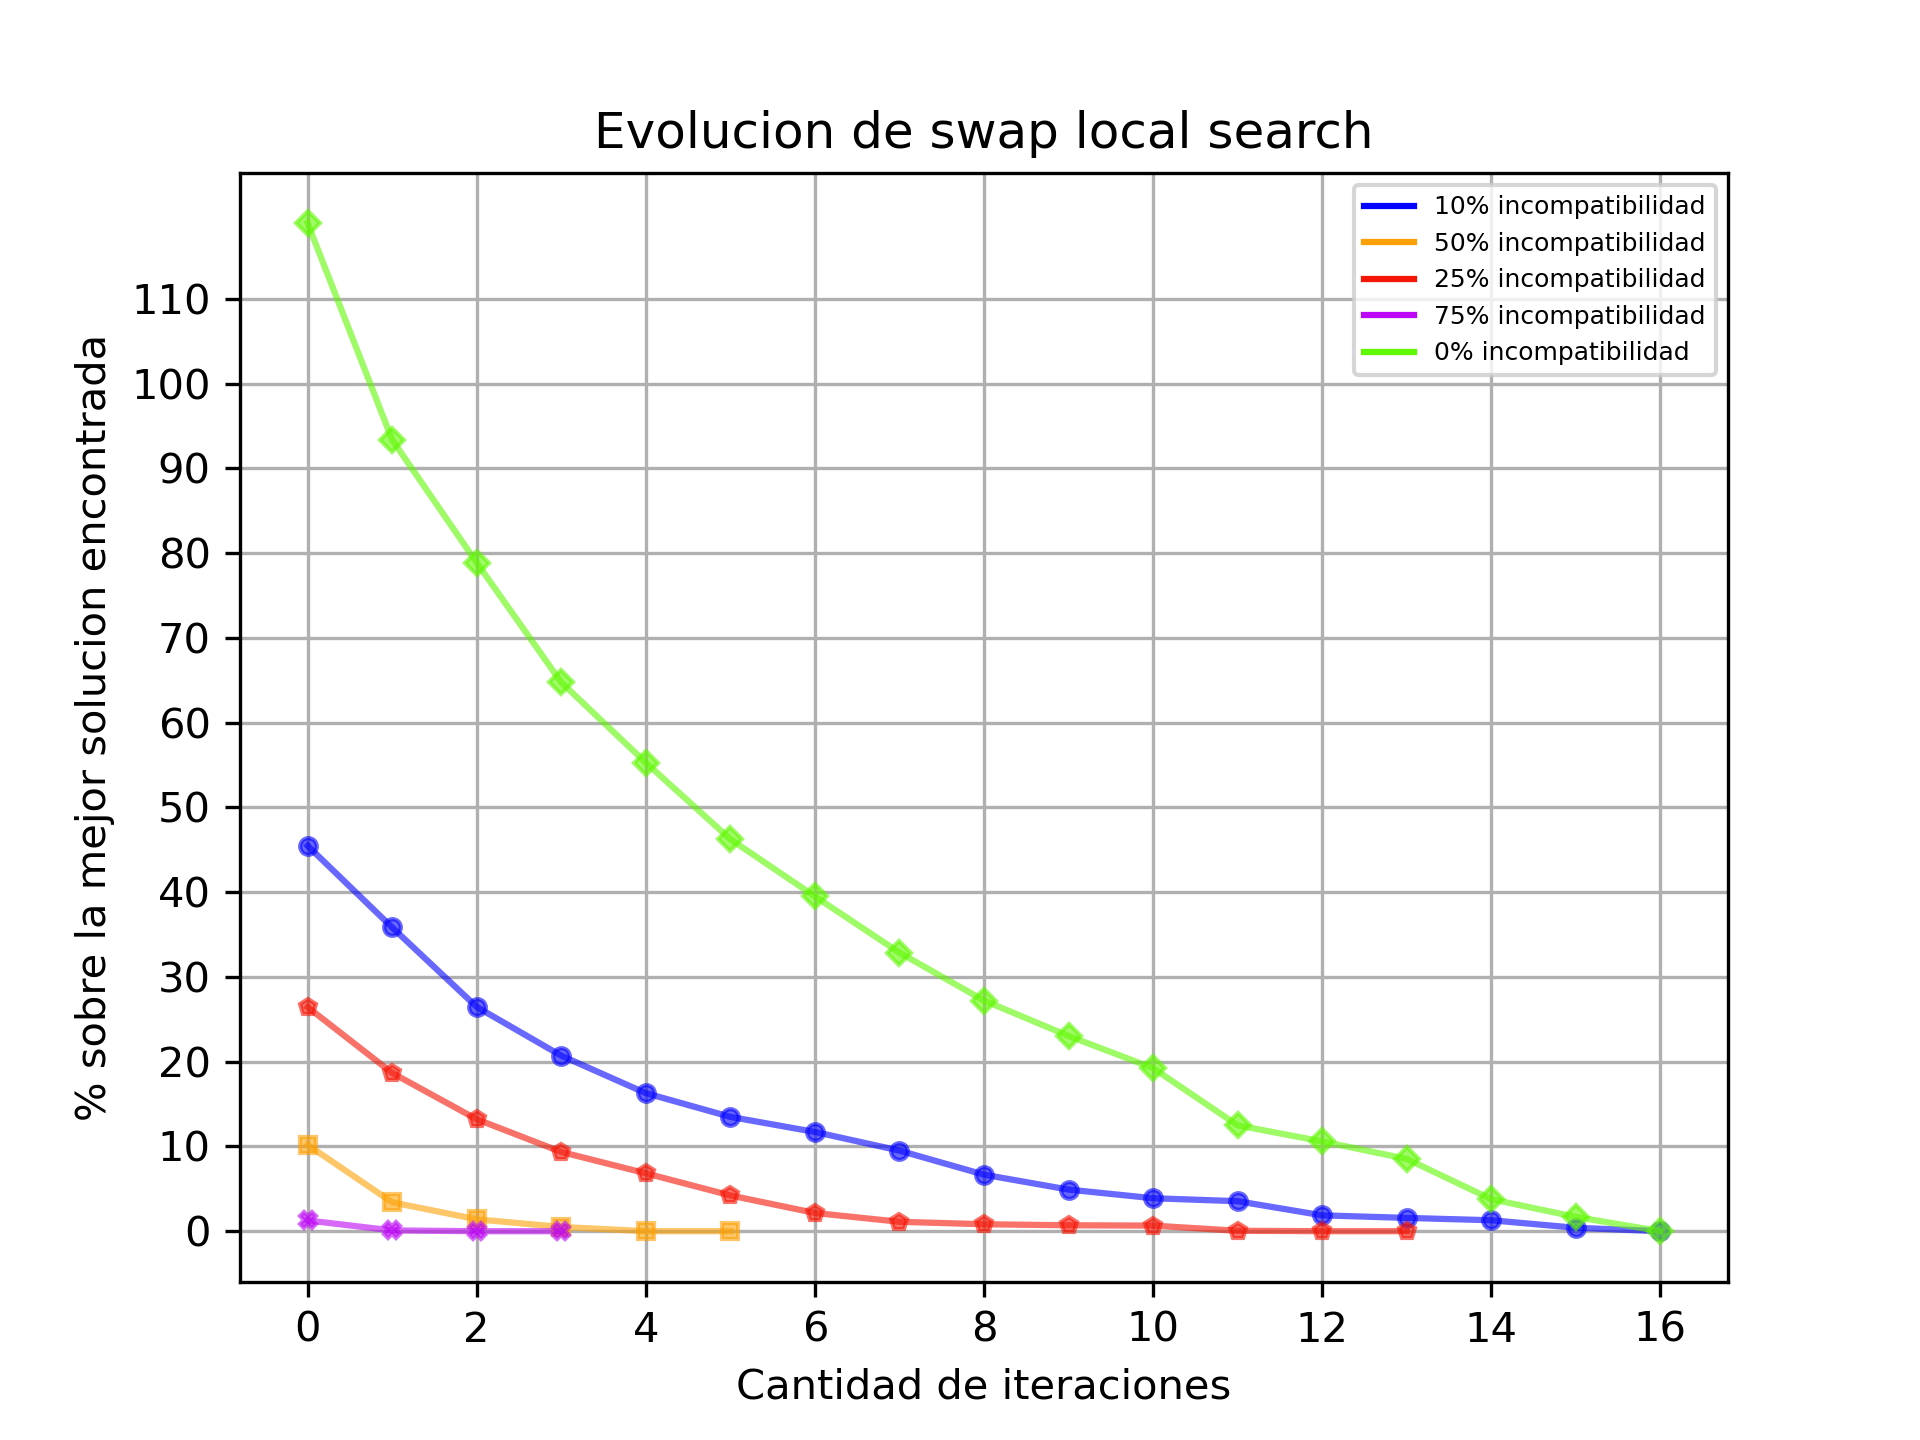 Evolucion de swap local search
10% incompatibilidad
50% incompatibilidad
25% incompatibilidad
75% incompatibilidad
0% incompatibilidad
% sobre la mejor solucion encontrada
110
100
90
80
70
60
50
40
30
20
10
0
0 2 4 6 8 10 12 14 16
Cantidad de iteraciones